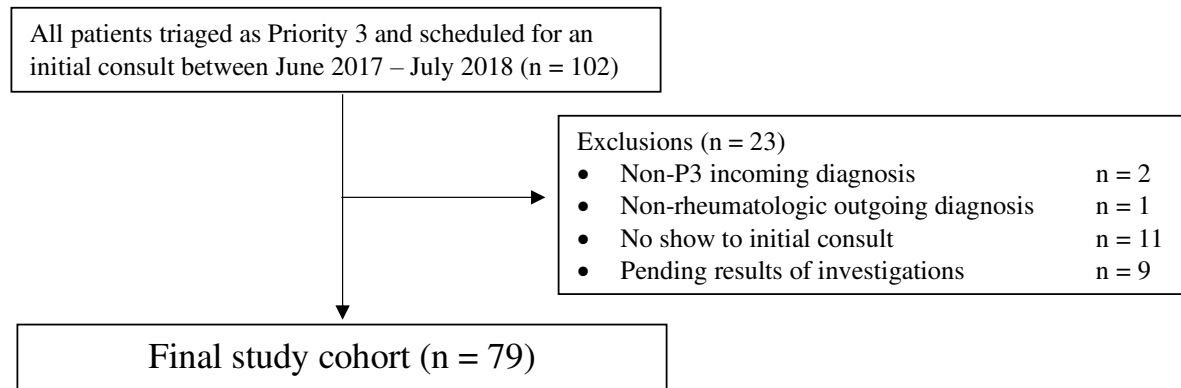 All patients triaged as Priority 3 and scheduled for an
initial consult between June 2017 – July 2018 (n = 102)
Exclusions (n = 23)
• Non-P3 incoming diagnosis n = 2
• Non-rheumatologic outgoing diagnosis n = 1
• No show to initial consult n = 11
• Pending results of investigations n = 9
Final study cohort (n = 79)